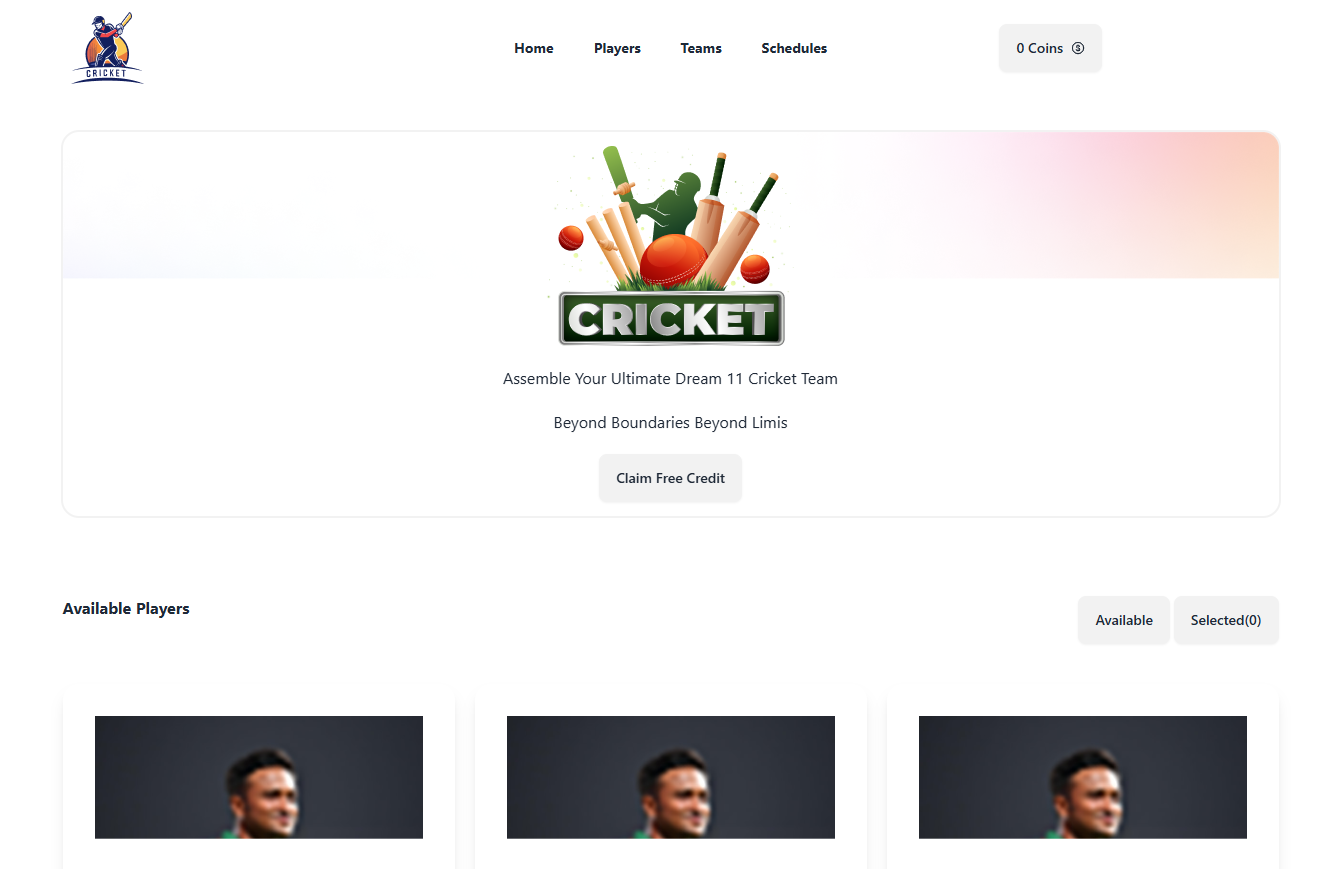 CRICKET
Home
Players
Teams
Schedules
0 Coins
CRICKET
Assemble Your Ultimate Dream 11 Cricket Team
Beyond Boundaries Beyond Limis
Claim Free Credit
Available Players
Available
Selected(0)